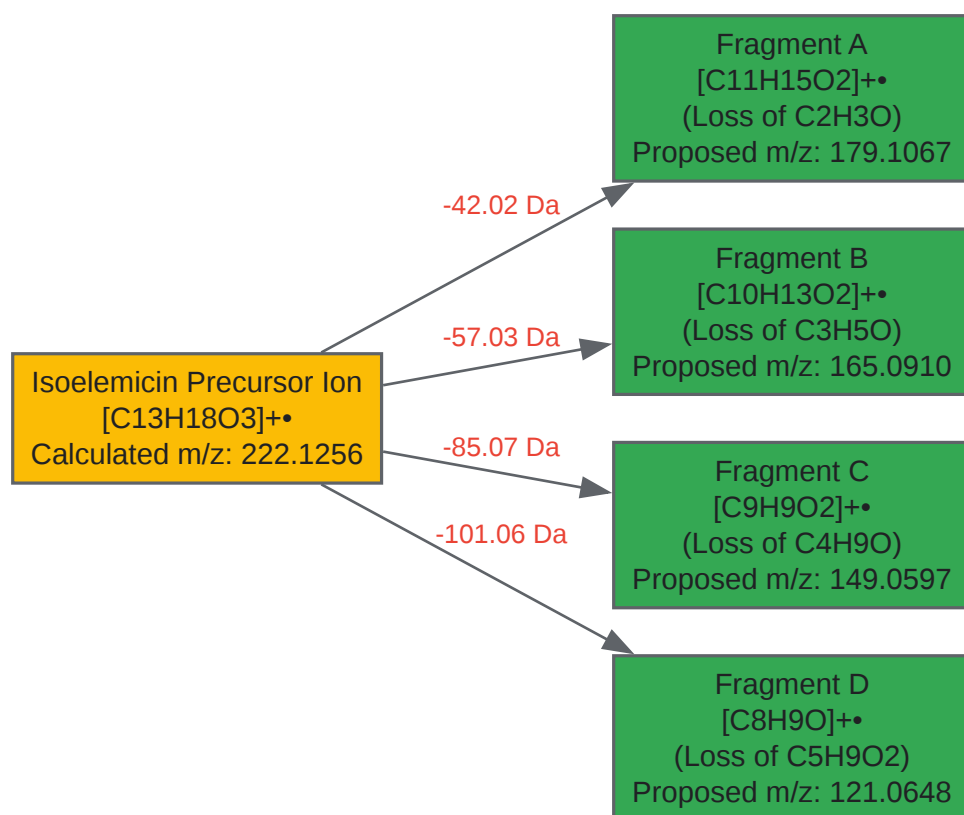 Fragment A
[C11H15O2]+•
(Loss of C2H3O)
Proposed m/z: 179.1067
-42.02 Da
Fragment B
[C10H13O2]+•
(Loss of C3H5O)
Proposed m/z: 165.0910
-57.03 Da
Isoelemicin Precursor Ion
[C13H18O3]+•
Calculated m/z: 222.1256
-85.07 Da
Fragment C
[C9H9O2]+•
(Loss of C4H9O)
Proposed m/z: 149.0597
-101.06 Da
Fragment D
[C8H9O]+•
(Loss of C5H9O2)
Proposed m/z: 121.0648